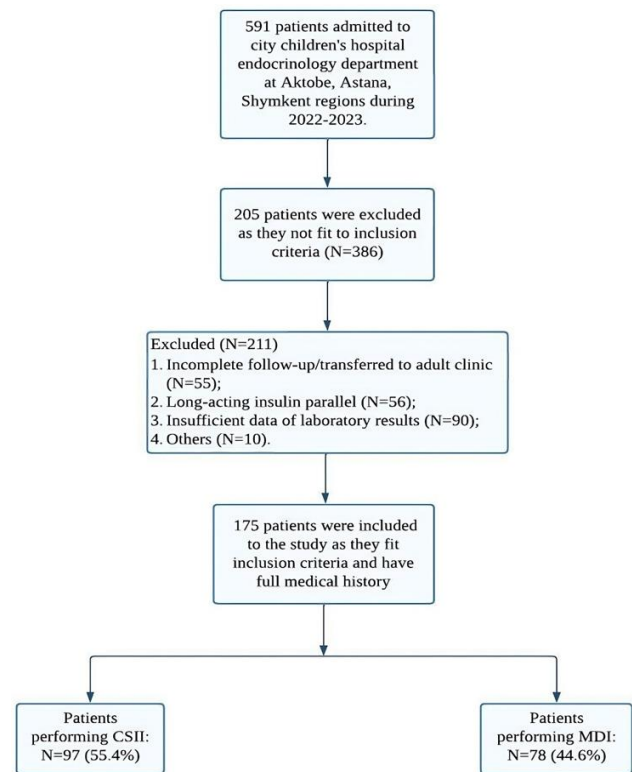 591 patients admitted to
city children's hospital
endocrinology department
at Aktobe, Astana,
Shymkent regions during
2022-2023.
205 patients were excluded
as they not fit to inclusion
criteria (N=386)
Excluded (N=211)
1. Incomplete follow-up/transferred to adult clinic
(N=55);
2. Long-acting insulin parallel (N=56);
3. Insufficient data of laboratory results (N=90);
4. Others (N=10).
175 patients were included
to the study as they fit
inclusion criteria and have
full medical history
Patients
performing CSII:
N=97 (55.4%)
Patients
performing MDI:
N=78 (44.6%)